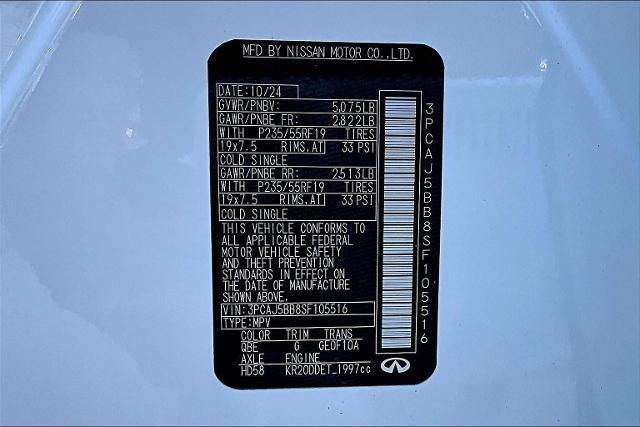 MFD BY NISSAN MOTOR CO.,LTD.
DATE:10/24
GVWR/PNBV: 5,075LB
GAWR/PNBE FR: 2,822LB
WITH P235/55RF19 TIRES
19x7.5 RIMS,AT 33 PSI
COLD SINGLE
GAWR/PNBE RR: 2,513LB
WITH P235/55RF19 TIRES
19x7.5 RIMS,AT 33 PSI
COLD SINGLE
THIS VEHICLE CONFORMS TO
ALL APPLICABLE FEDERAL
MOTOR VEHICLE SAFETY
AND THEFT PREVENTION
STANDARDS IN EFFECT ON
THE DATE OF MANUFACTURE
SHOWN ABOVE.
VIN:3PCAJ5BB8SF105516
TYPE:MPV
COLOR TRIM TRANS
QBE G GE0F10A
AXLE ENGINE
HD58 KR20DDET_1997cc
3PCAJ5BB8SF105516